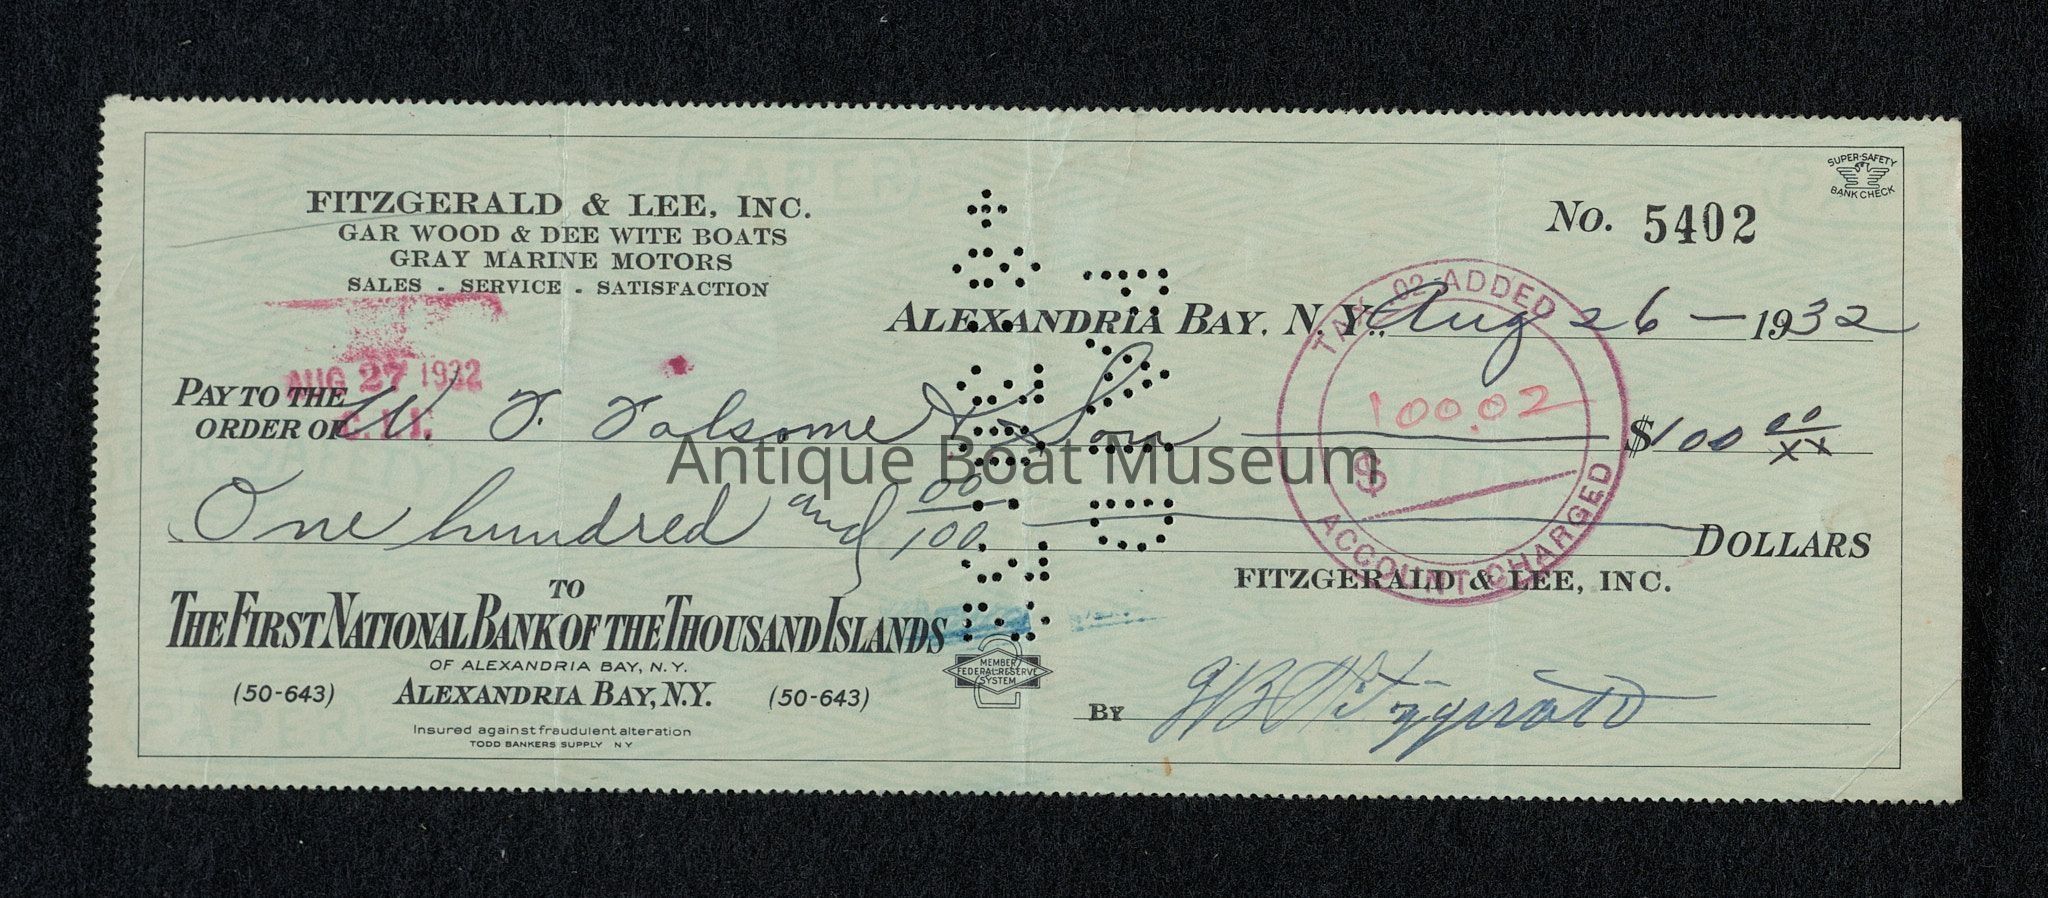 SUPER-SAFETY
BANK CHECK
FITZGERALD & LEE, INC.
GAR WOOD & DEE WITE BOATS
GRAY MARINE MOTORS
SALES - SERVICE - SATISFACTION
No. 5402
ALEXANDRIA BAY, N. Y., Aug 26 — 1932
TAX .02 ADDED
100.02
$
ACCOUNT CHARGED
AUG 27 1932
PAY TO THE
ORDER OF W. F. Folsome & Son $100 00/XX
Antique Boat Museum
One hundred and 00/100 DOLLARS
FITZGERALD & LEE, INC.
TO
THE FIRST NATIONAL BANK OF THE THOUSAND ISLANDS
OF ALEXANDRIA BAY, N.Y.
(50-643) ALEXANDRIA BAY, N.Y. (50-643)
MEMBER
FEDERAL RESERVE
SYSTEM
BY Fitzgerald
Insured against fraudulent alteration
TODD BANKERS SUPPLY NY